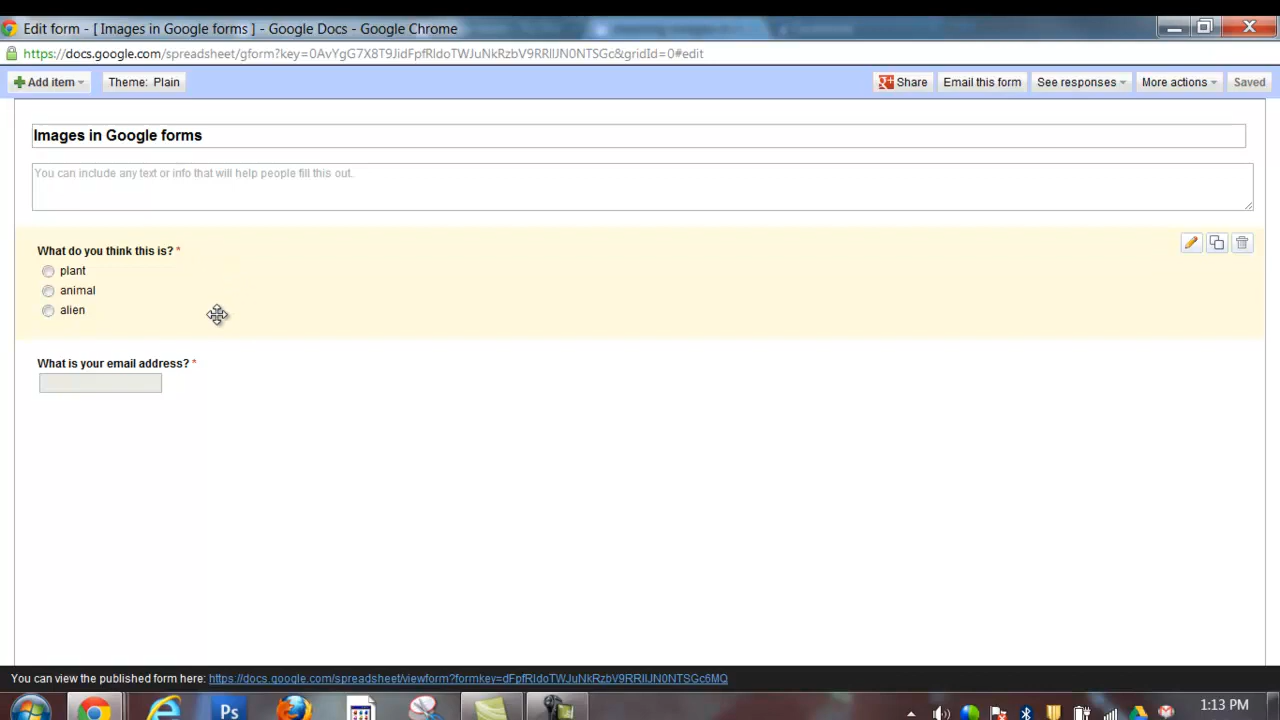 Edit form - [ Images in Google forms ] - Google Docs - Google Chrome
https://docs.google.com/spreadsheet/gform?key=0AvYgG7X8T9JidFpfRldoTWJuNkRzbV9RRllJN0NTSGc&gridId=0#edit
Add item Theme: Plain Share Email this form See responses More actions Saved
Images in Google forms
You can include any text or info that will help people fill this out.
What do you think this is? *
plant
animal
alien
What is your email address? *
You can view the published form here: https://docs.google.com/spreadsheet/viewform?formkey=dFpfRldoTWJuNkRzbV9RRllJN0NTSGc6MQ
Ps 1:13 PM